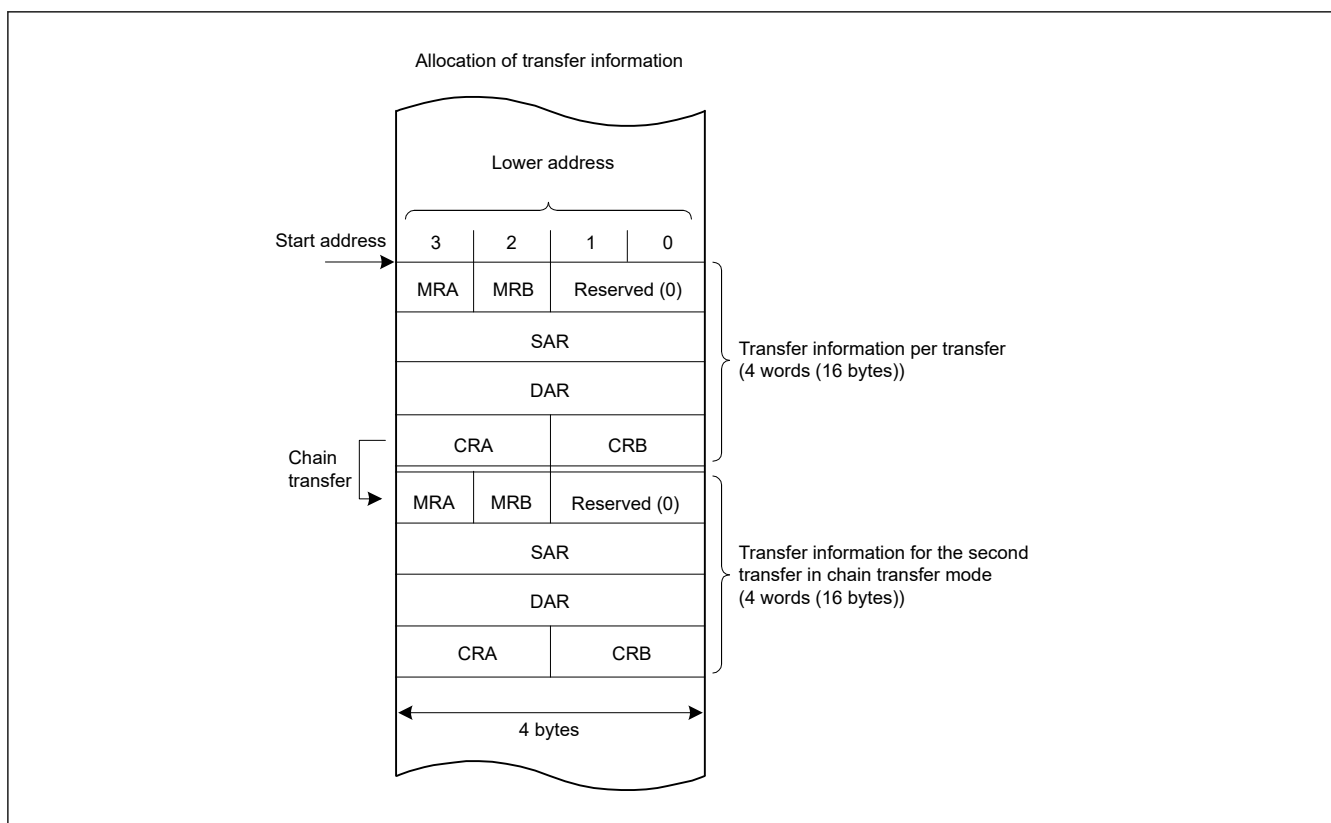 Allocation of transfer information
Lower address
Start address
3 2 1 0
MRA MRB Reserved (0)
SAR
DAR
CRA CRB
Transfer information per transfer
(4 words (16 bytes))
Chain
transfer
MRA MRB Reserved (0)
SAR
DAR
CRA CRB
Transfer information for the second
transfer in chain transfer mode
(4 words (16 bytes))
4 bytes